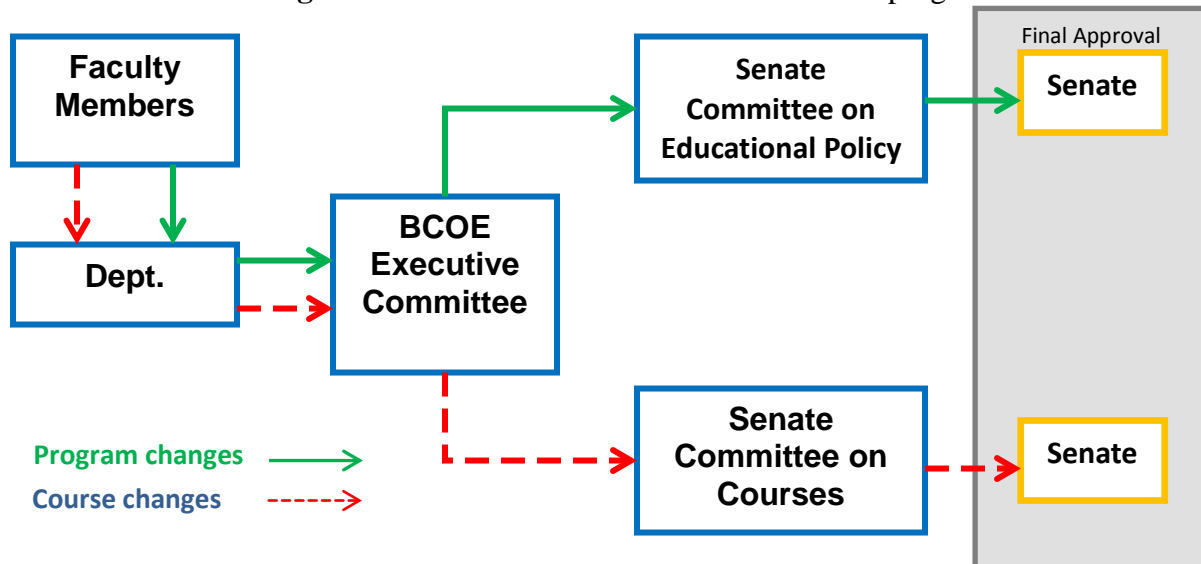 Final Approval
Faculty
Members
Senate
Committee on
Educational Policy
Senate
Dept.
BCOE
Executive
Committee
Senate
Committee on
Courses
Senate
Program changes
Course changes